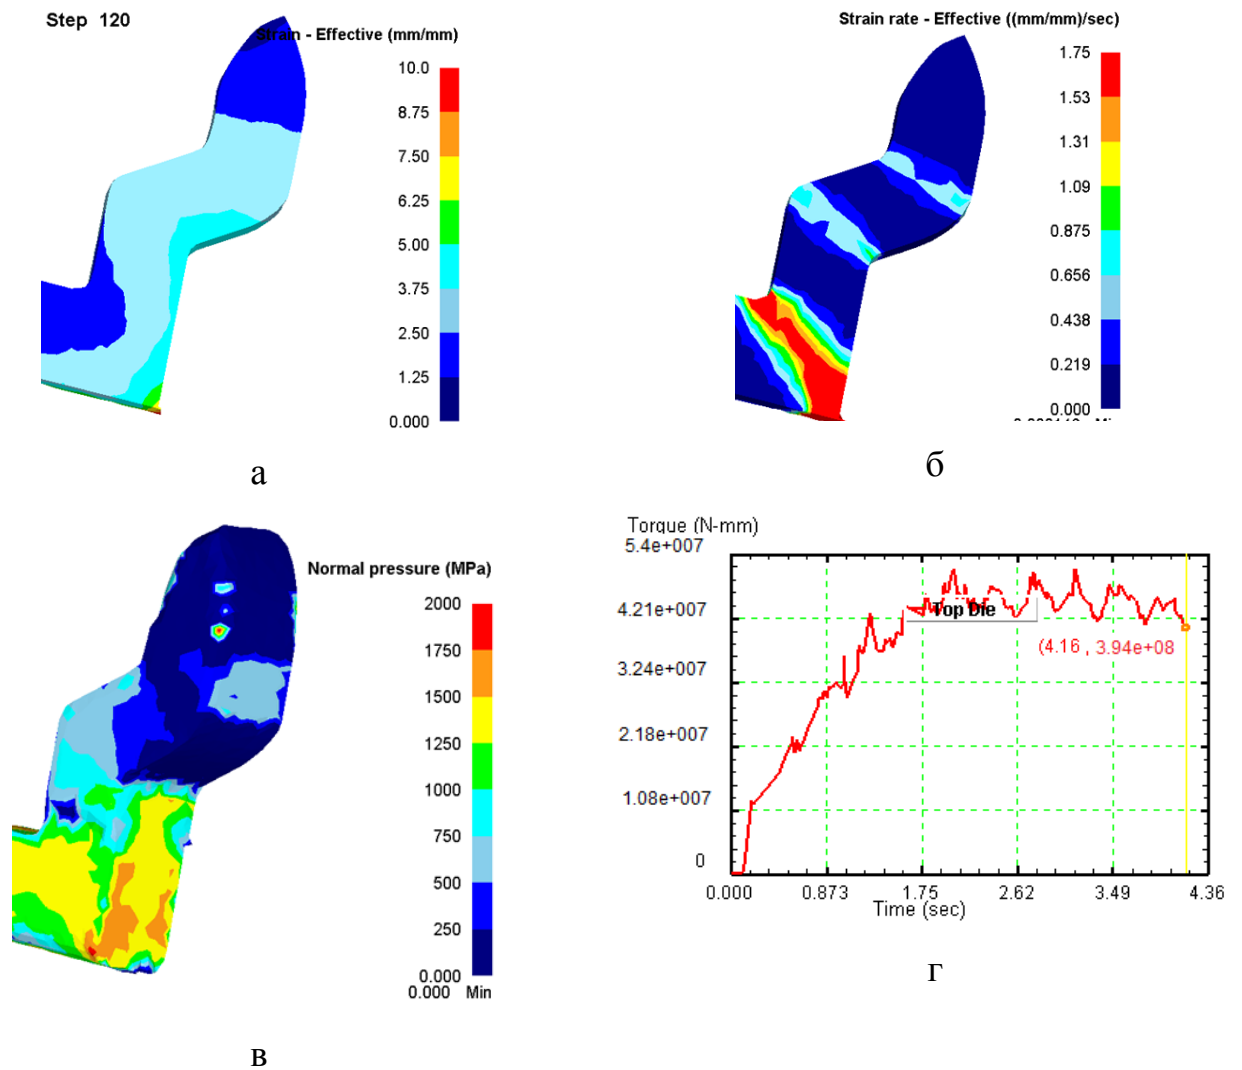 Step 120
Strain - Effective (mm/mm)
10.0
8.75
7.50
6.25
5.00
3.75
2.50
1.25
0.000
а
Strain rate - Effective ((mm/mm)/sec)
1.75
1.53
1.31
1.09
0.875
0.656
0.438
0.219
0.000
б
Normal pressure (MPa)
2000
1750
1500
1250
1000
750
500
250
0.000
0.000 Min
в
Torque (N-mm)
5.4e+007
4.21e+007
3.24e+007
2.18e+007
1.08e+007
0
Top Die
(4.16 , 3.94e+08
0.000 0.873 1.75 2.62 3.49 4.36
Time (sec)
г